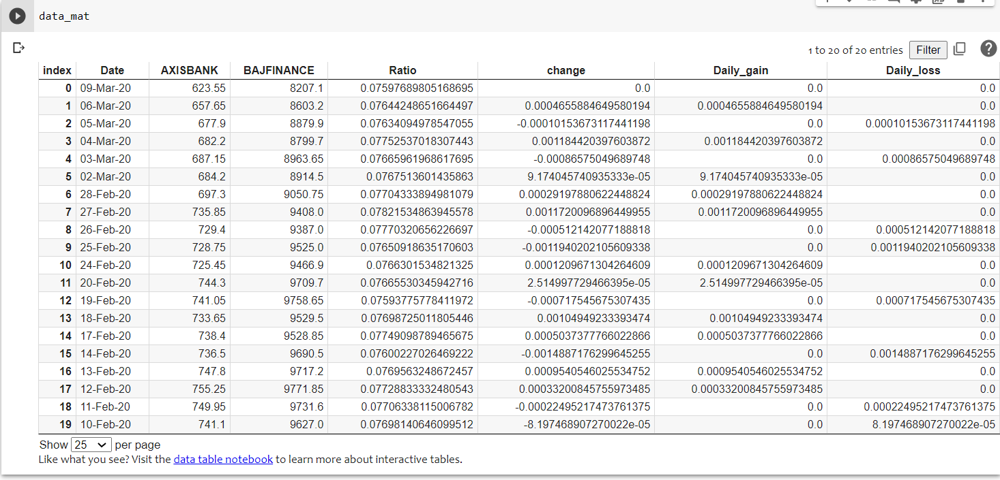 data_mat
1 to 20 of 20 entries Filter ?
index Date AXISBANK BAJFINANCE Ratio change Daily_gain Daily_loss
0 09-Mar-20 623.55 8207.1 0.07597689805168695 0.0 0.0 0.0
1 06-Mar-20 657.65 8603.2 0.07644248651664497 0.0004655884649580194 0.0004655884649580194 0.0
2 05-Mar-20 677.9 8879.9 0.07634094978547055 -0.00010153673117441198 0.0 0.00010153673117441198
3 04-Mar-20 682.2 8799.7 0.07752537018307443 0.001184420397603872 0.001184420397603872 0.0
4 03-Mar-20 687.15 8963.65 0.07665961968617695 -0.00086575049689748 0.0 0.00086575049689748
5 02-Mar-20 684.2 8914.5 0.0767513601435863 9.174045740935333e-05 9.174045740935333e-05 0.0
6 28-Feb-20 697.3 9050.75 0.07704333894981079 0.00029197880622448824 0.00029197880622448824 0.0
7 27-Feb-20 735.85 9408.0 0.07821534863945578 0.0011720096896449955 0.0011720096896449955 0.0
8 26-Feb-20 729.4 9387.0 0.07770320656226697 -0.000512142077188818 0.0 0.000512142077188818
9 25-Feb-20 728.75 9525.0 0.07650918635170603 -0.0011940202105609338 0.0 0.0011940202105609338
10 24-Feb-20 725.45 9466.9 0.0766301534821325 0.0001209671304264609 0.0001209671304264609 0.0
11 20-Feb-20 744.3 9709.7 0.07665530345942716 2.514997729466395e-05 2.514997729466395e-05 0.0
12 19-Feb-20 741.05 9758.65 0.07593775778411972 -0.000717545675307435 0.0 0.000717545675307435
13 18-Feb-20 733.65 9529.5 0.07698725011805446 0.00104949233393474 0.00104949233393474 0.0
14 17-Feb-20 738.4 9528.85 0.07749098789465675 0.0005037377766022866 0.0005037377766022866 0.0
15 14-Feb-20 736.5 9690.5 0.07600227026469222 -0.0014887176299645255 0.0 0.0014887176299645255
16 13-Feb-20 747.8 9717.2 0.0769563248672457 0.0009540546025534752 0.0009540546025534752 0.0
17 12-Feb-20 755.25 9771.85 0.07728833332480543 0.00033200845755973485 0.00033200845755973485 0.0
18 11-Feb-20 749.95 9731.6 0.07706338115006782 -0.00022495217473761375 0.0 0.00022495217473761375
19 10-Feb-20 741.1 9627.0 0.07698140646099512 -8.197468907270022e-05 0.0 8.197468907270022e-05
Show 25 per page
Like what you see? Visit the data table notebook to learn more about interactive tables.